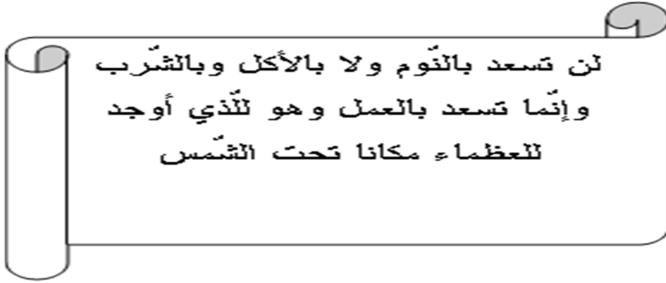 لن تسعد بالنّوم ولا بالأكل وبالشّرب
وإنّما تسعد بالعمل وهو للّذي أوجد
للعظماء مكانا تحت الشّمس